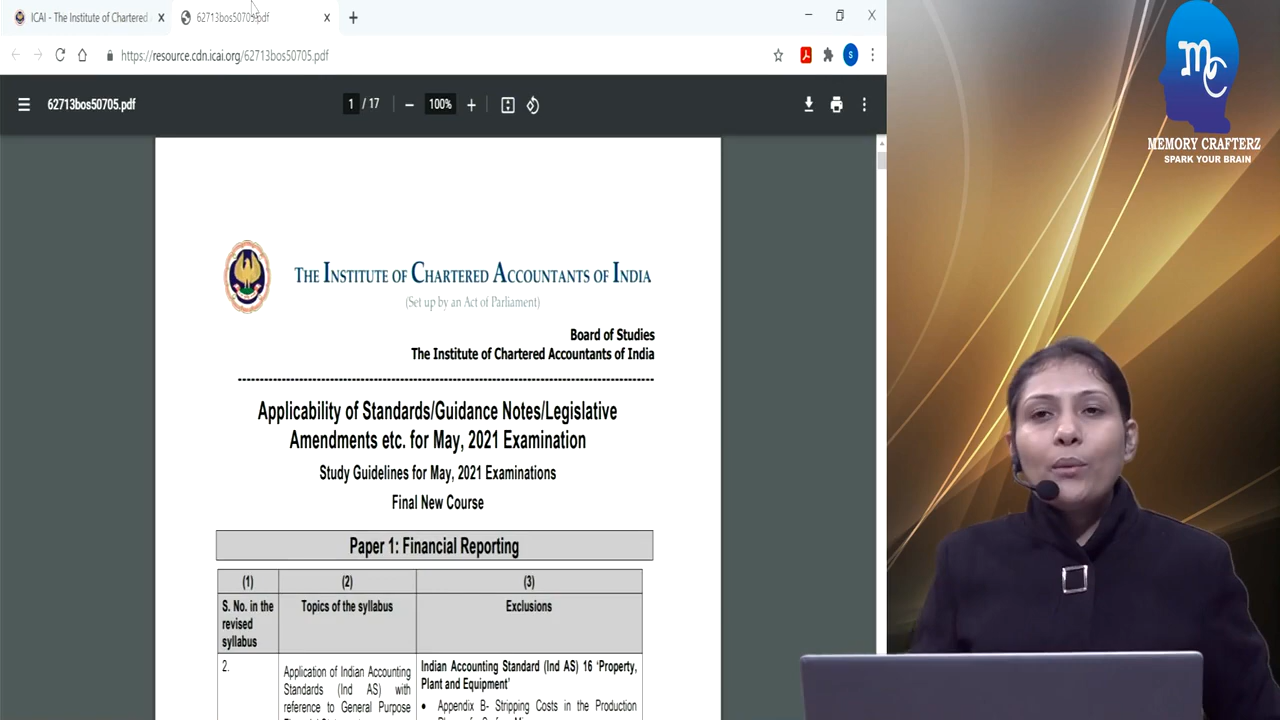 ICAI - The Institute of Chartered
62713bos50705.pdf
https://resource.cdn.icai.org/62713bos50705.pdf
S
62713bos50705.pdf
1 / 17
100%
THE INSTITUTE OF CHARTERED ACCOUNTANTS OF INDIA
(Set up by an Act of Parliament)
Board of Studies
The Institute of Chartered Accountants of India
Applicability of Standards/Guidance Notes/Legislative
Amendments etc. for May, 2021 Examination
Study Guidelines for May, 2021 Examinations
Final New Course
Paper 1: Financial Reporting
(1) (2) (3)
S. No. in the revised syllabus
Topics of the syllabus
Exclusions
2.
Application of Indian Accounting
Standards (Ind AS) with
reference to General Purpose
Indian Accounting Standard (Ind AS) 16 'Property,
Plant and Equipment'
• Appendix B- Stripping Costs in the Production
mc
MEMORY CRAFTERZ
SPARK YOUR BRAIN